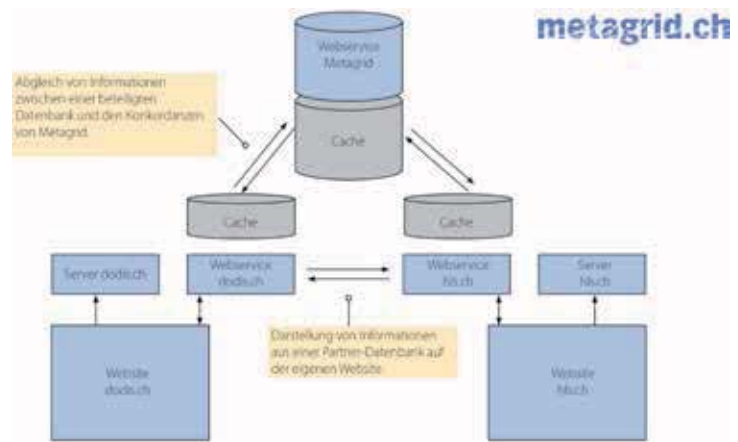 metagrid.ch
Webservice
Metagrid
Abgleich von Informationen
zwischen einer beteiligten
Datenbank und den Konkordanzen
von Metagrid
Cache
Cache
Cache
Server dodis.ch
Webservice
dodis.ch
Webservice
hls.ch
Server
hls.ch
Darstellung von Informationen
aus einer Partner-Datenbank auf
der eigenen Website
Website
dodis.ch
Website
hls.ch